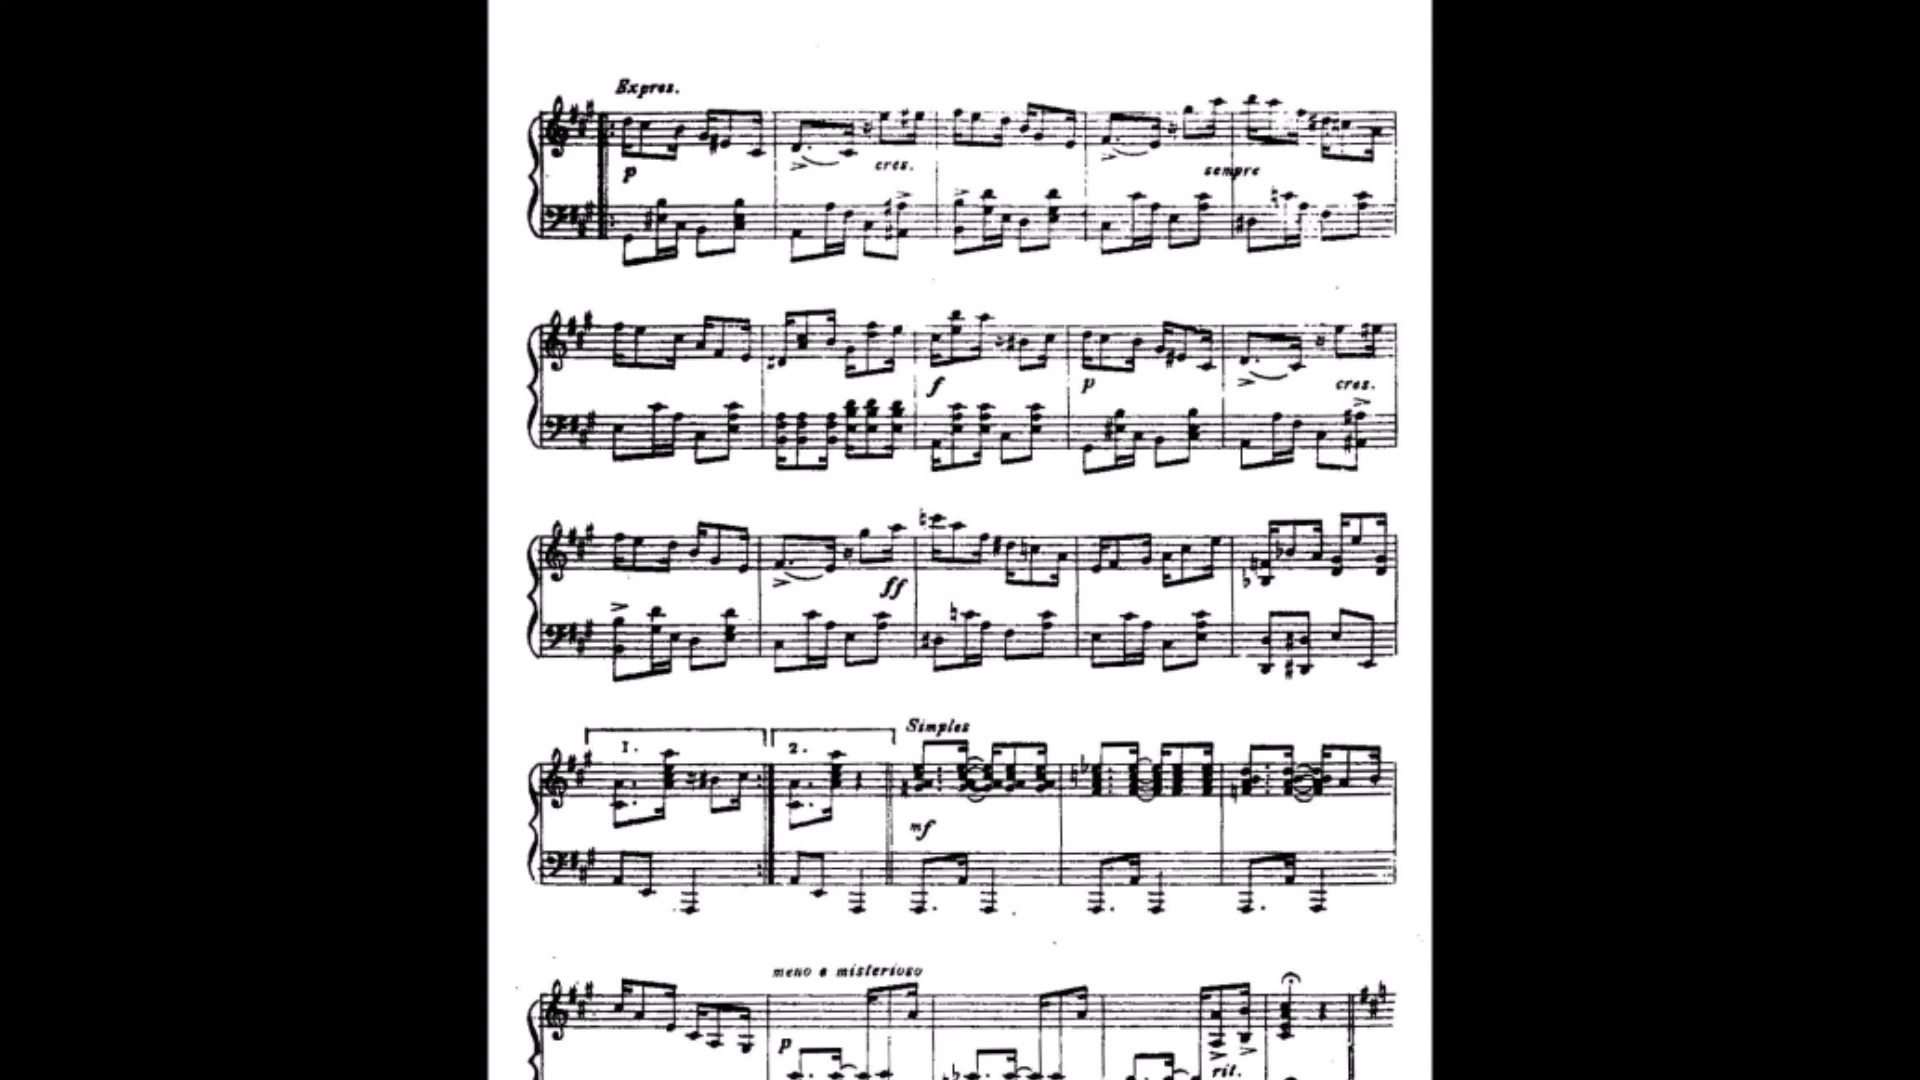 Expres.
p
cres.
sempre
f
p
cres.
ff
1.
2.
Simples
mf
meno e misterioso
p
rit.